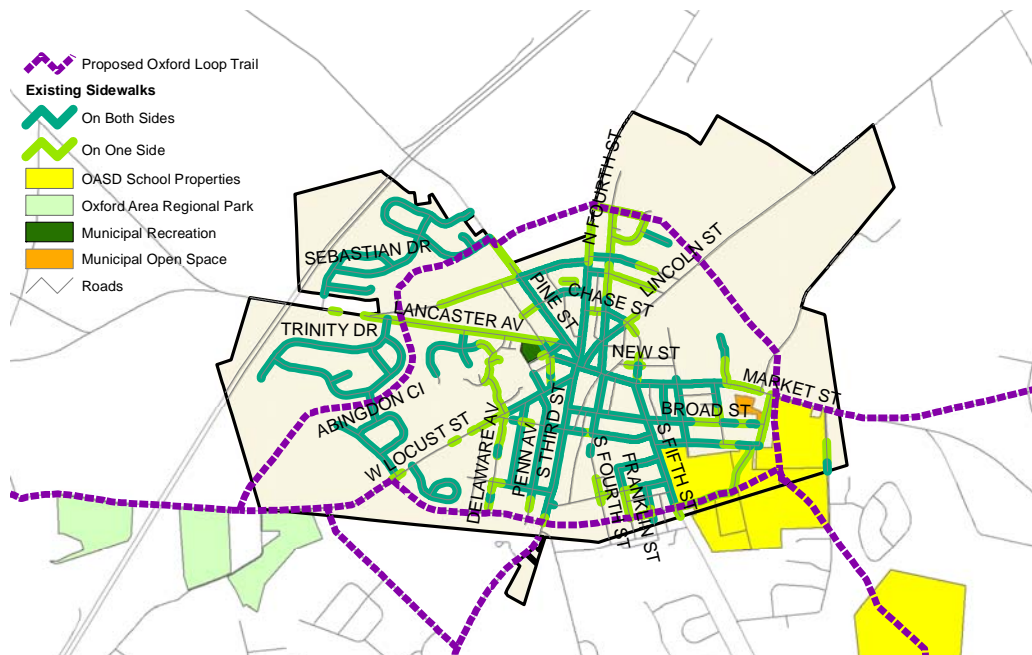 Proposed Oxford Loop Trail
Existing Sidewalks
On Both Sides
On One Side
OASD School Properties
Oxford Area Regional Park
Municipal Recreation
Municipal Open Space
Roads
N FOURTH ST
SEBASTIAN DR
LINCOLN ST
PINE ST
CHASE ST
LANCASTER AV
TRINITY DR
NEW ST
MARKET ST
ABINGDON CI
BROAD ST
W LOCUST ST
DELAWARE AV
PENN AV
S THIRD ST
S FOURTH ST
FRANKLIN ST
S FIFTH ST